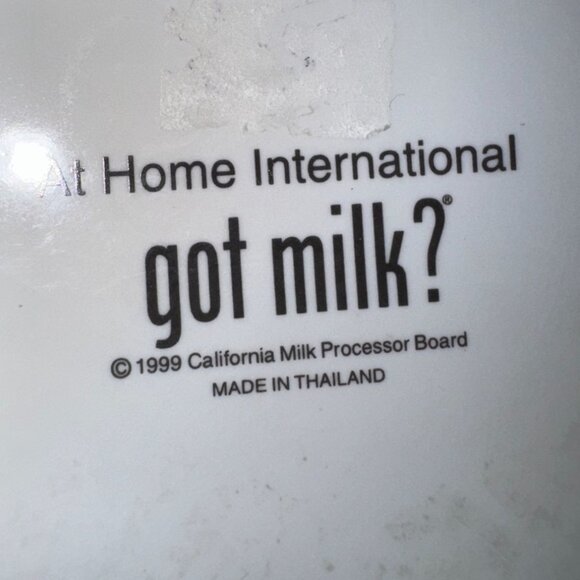 At Home International
got milk?®
© 1999 California Milk Processor Board
MADE IN THAILAND